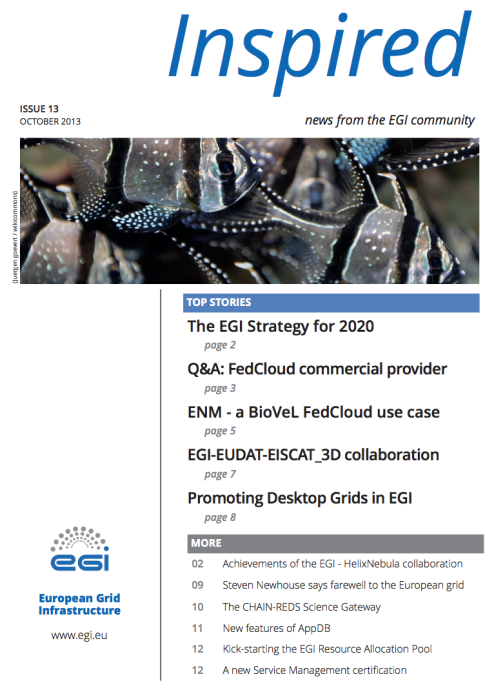 Inspired
ISSUE 13
OCTOBER 2013
news from the EGI community
(Juergen goevert / wikicommons)
TOP STORIES
The EGI Strategy for 2020
page 2
Q&A: FedCloud commercial provider
page 3
ENM - a BioVeL FedCloud use case
page 5
EGI-EUDAT-EISCAT_3D collaboration
page 7
Promoting Desktop Grids in EGI
page 8
MORE
02 Achievements of the EGI - HelixNebula collaboration
09 Steven Newhouse says farewell to the European grid
10 The CHAIN-REDS Science Gateway
11 New features of AppDB
12 Kick-starting the EGI Resource Allocation Pool
12 A new Service Management certification
egi
European Grid
Infrastructure
www.egi.eu